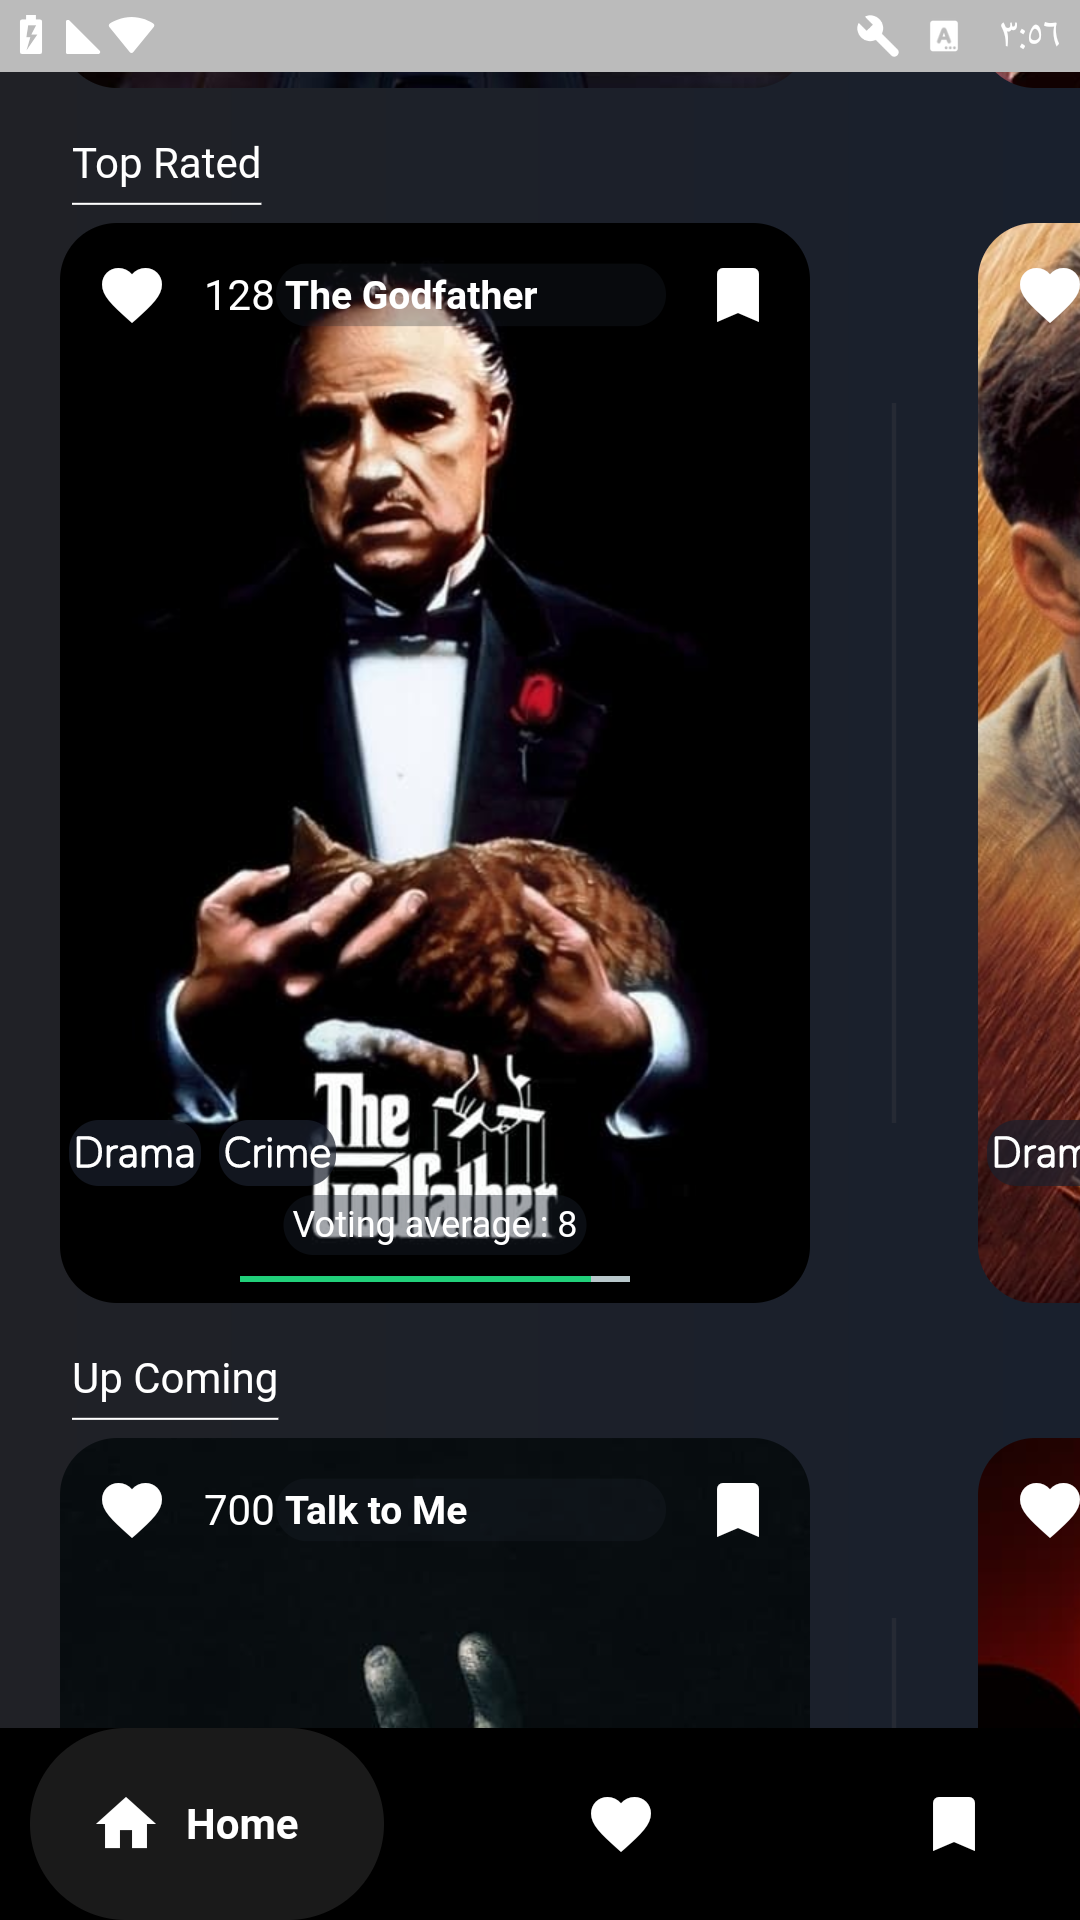 ٣:٥٦
Top Rated
128 The Godfather
The
Godfather
Drama Crime
Dram
Voting average : 8
Up Coming
700 Talk to Me
Home